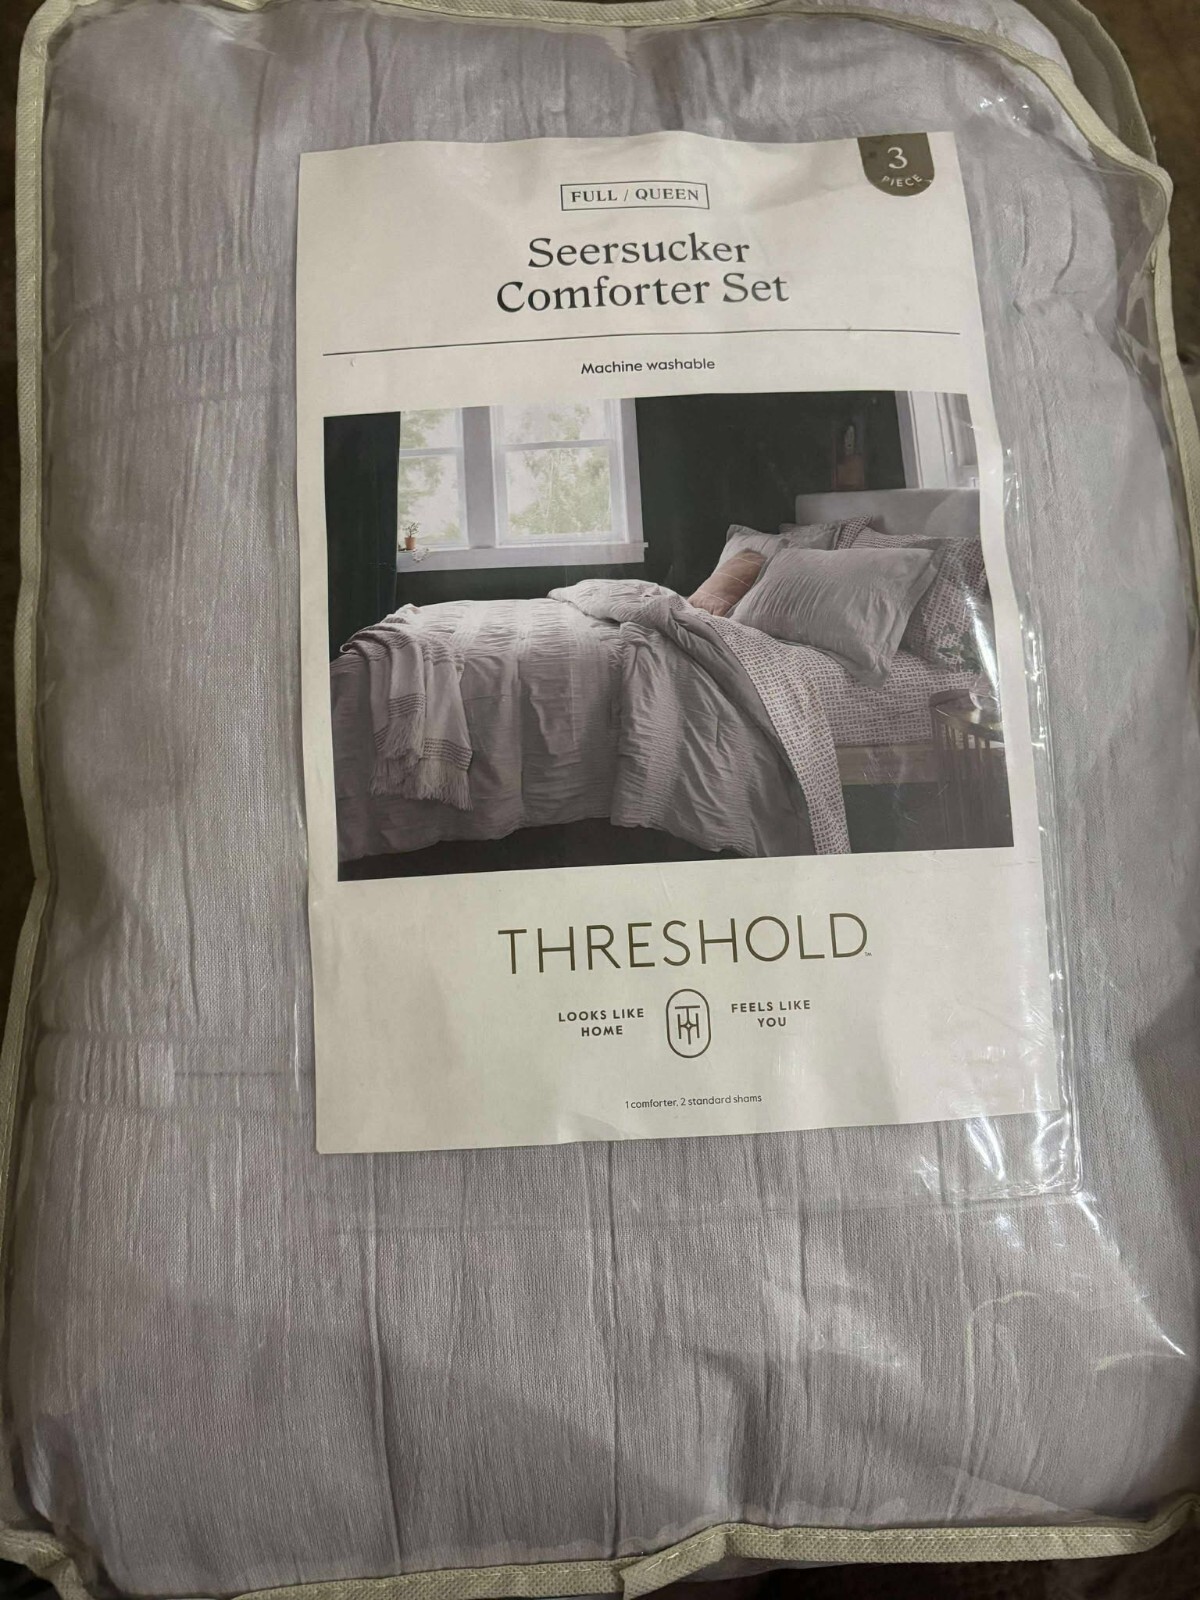 3
PIECE
FULL / QUEEN
Seersucker
Comforter Set
Machine washable
THRESHOLD™
LOOKS LIKE
HOME
FEELS LIKE
YOU
1 comforter, 2 standard shams